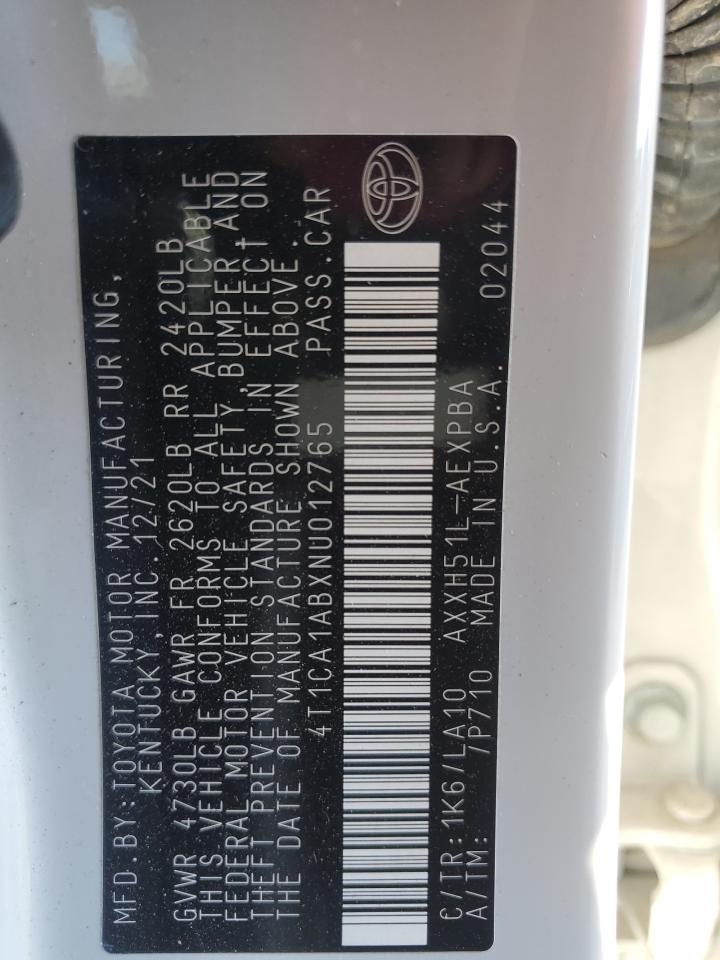 MFD.BY:TOYOTA MOTOR MANUFACTURING,
KENTUCKY,INC.12/21
GVWR 4730LB GAWR FR 2620LB RR 2420LB
THIS VEHICLE CONFORMS TO ALL APPLICABLE
FEDERAL MOTOR VEHICLE SAFETY,BUMPER AND
THEFT PREVENTION STANDARDS IN EFFECT ON
THE DATE OF MANUFACTURE SHOWN ABOVE.
4T1CA1ABXNU012765 PASS.CAR
C/TR:1K6/LA10 AXXH51L-AEXPBA 02044
A/TM: /P710 MADE IN U.S.A.